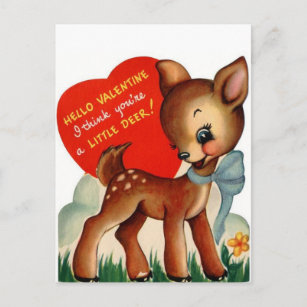 HELLO VALENTINE
I think you're
a LITTLE DEER!